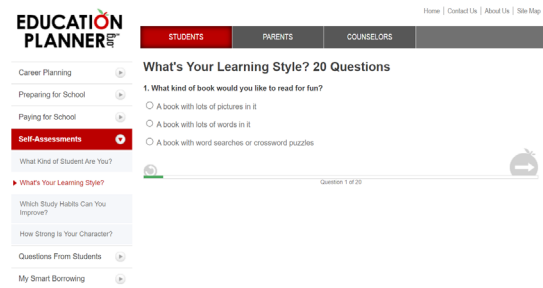 Home | Contact Us | About Us | Site Map
EDUCATION
PLANNER.org
STUDENTS
PARENTS
COUNSELORS
Career Planning
Preparing for School
Paying for School
Self-Assessments
What Kind of Student Are You?
What's Your Learning Style?
Which Study Habits Can You
Improve?
How Strong Is Your Character?
Questions From Students
My Smart Borrowing
What's Your Learning Style? 20 Questions
1. What kind of book would you like to read for fun?
A book with lots of pictures in it
A book with lots of words in it
A book with word searches or crossword puzzles
Question 1 of 20